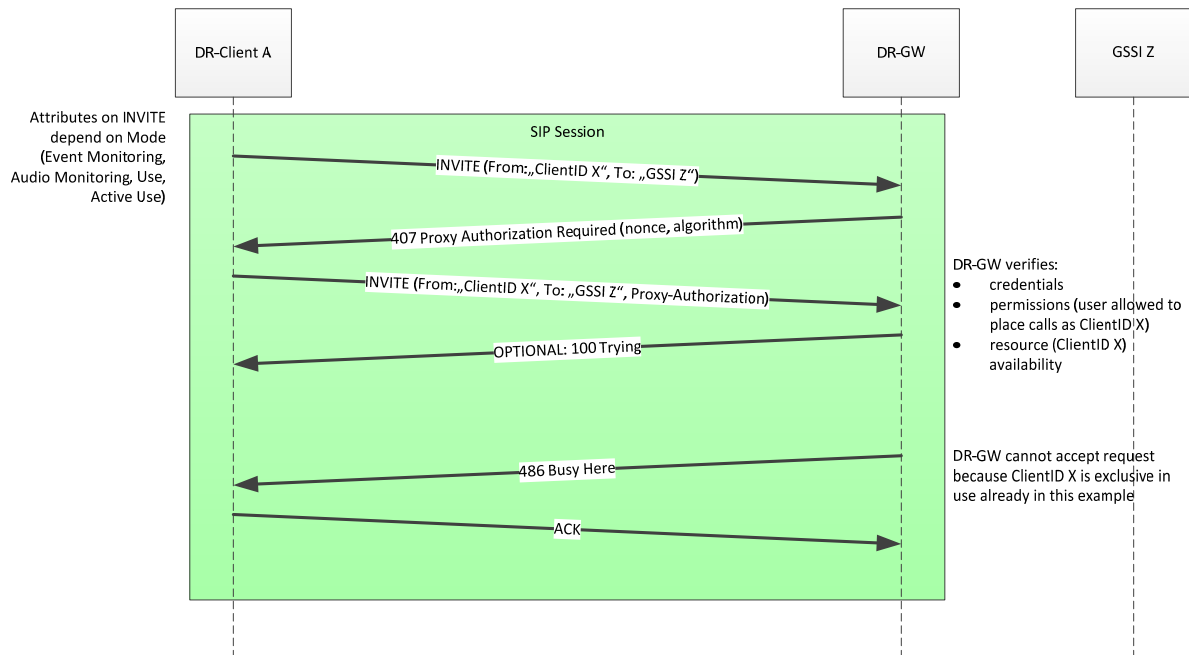 DR-Client A
DR-GW
GSSI Z
Attributes on INVITE
depend on Mode
(Event Monitoring,
Audio Monitoring, Use,
Active Use)
SIP Session
INVITE (From:„ClientID X“, To: „GSSI Z“)
407 Proxy Authorization Required (nonce, algorithm)
INVITE (From:„ClientID X“, To: „GSSI Z“, Proxy-Authorization)
DR-GW verifies:
● credentials
● permissions (user allowed to
place calls as ClientID X)
● resource (ClientID X)
availability
OPTIONAL: 100 Trying
486 Busy Here
DR-GW cannot accept request
because ClientID X is exclusive in
use already in this example
ACK